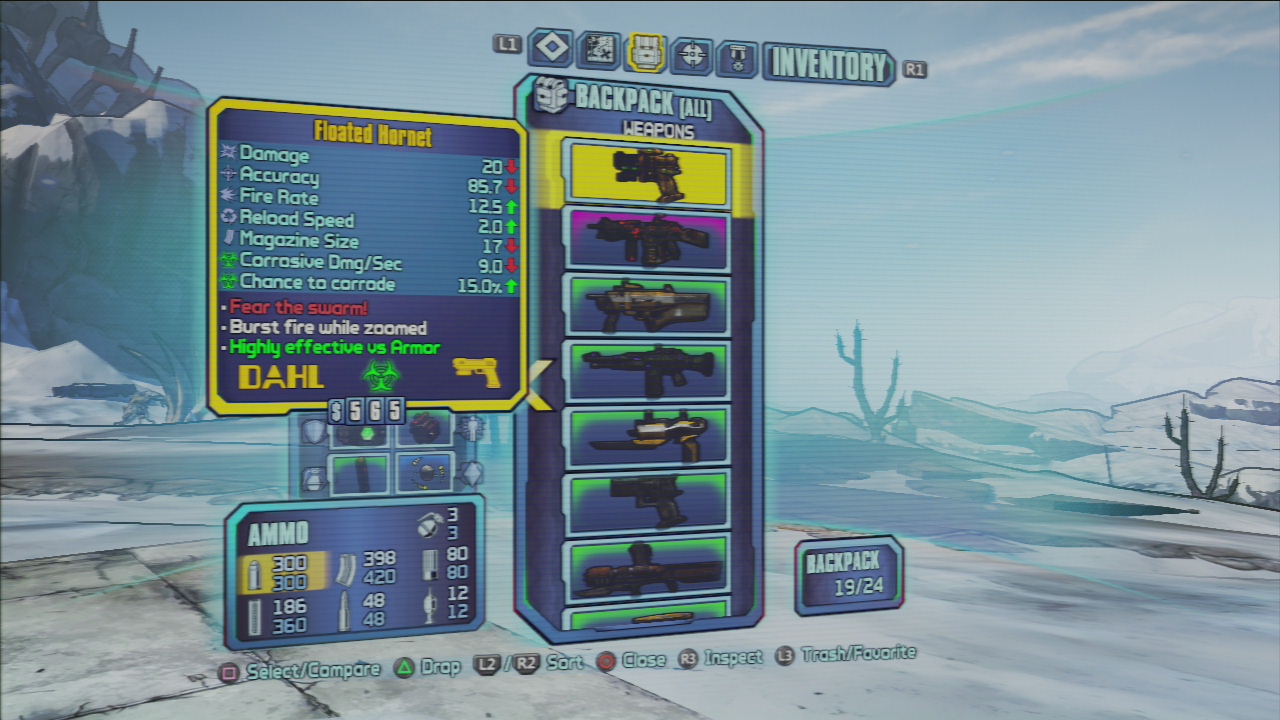 L1
INVENTORY
R1
BACKPACK [ALL]
WEAPONS
Floated Hornet
Damage 20
Accuracy 85.7
Fire Rate 12.5
Reload Speed 2.0
Magazine Size 17
Corrosive Dmg/Sec 9.0
Chance to corrode 15.0%
Fear the swarm!
Burst fire while zoomed
Highly effective vs Armor
DAHL
$565
AMMO
3
3
300
300
398
420
80
80
186
360
48
48
12
12
BACKPACK
19/24
Select/Compare Drop L2 / R2 Sort Close R3 Inspect L3 Trash/Favorite